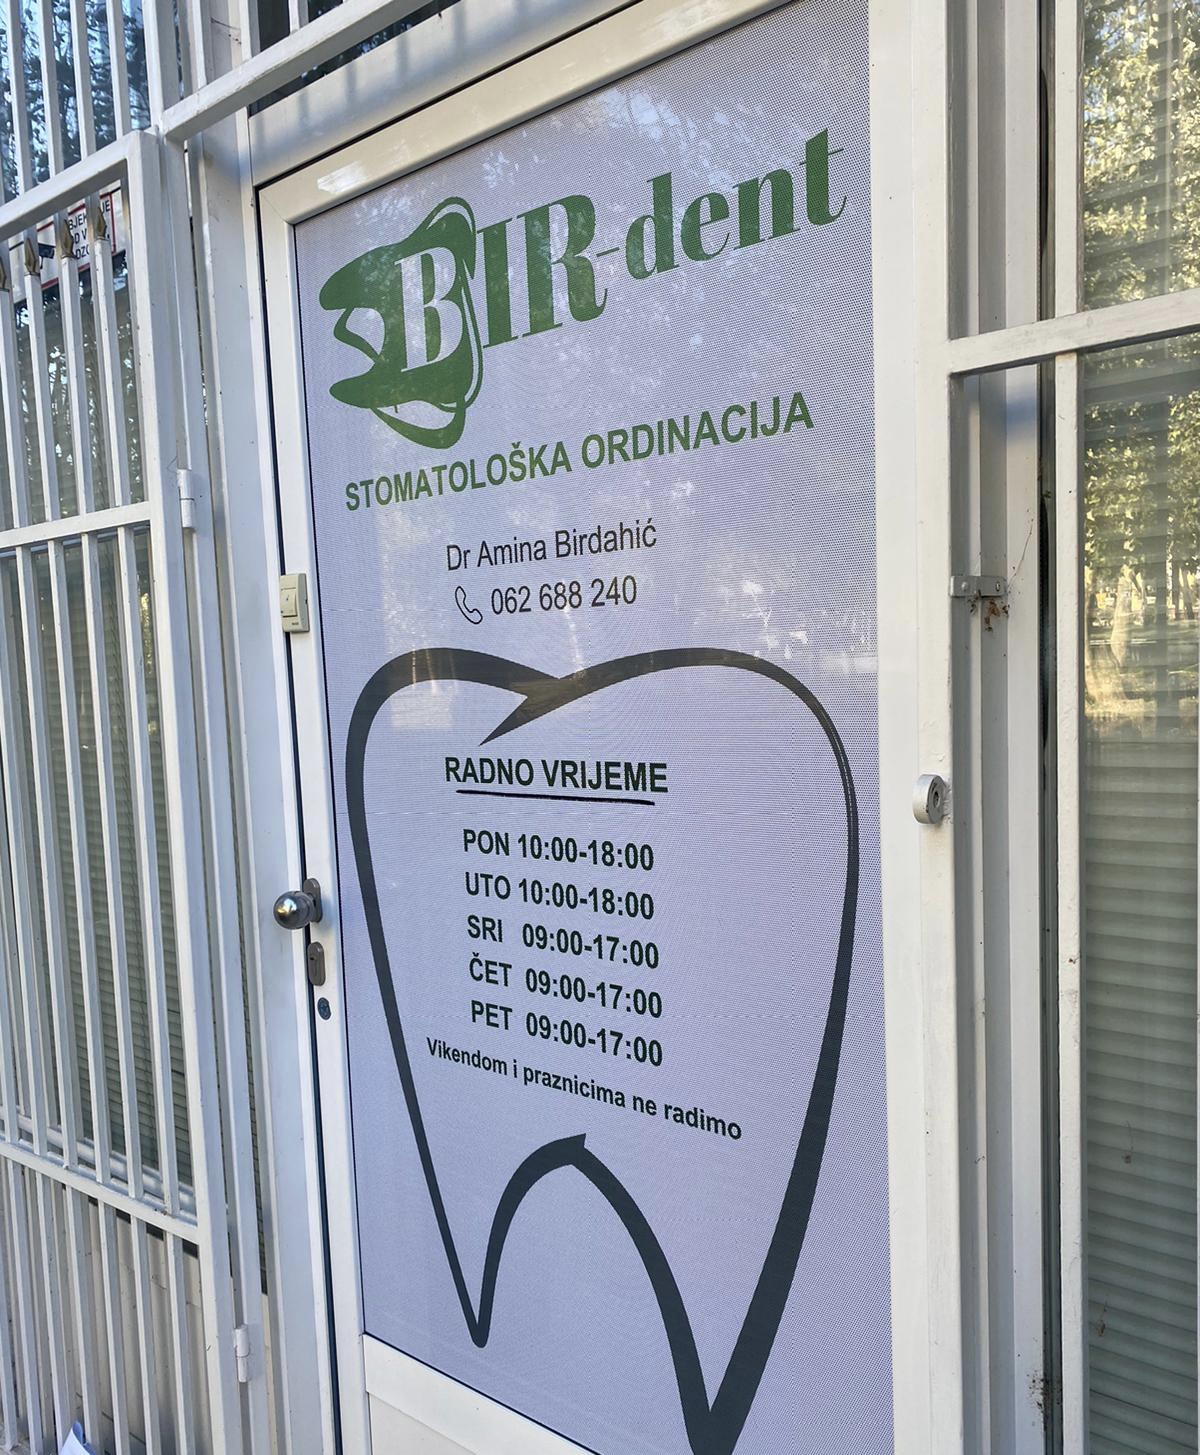 BIR-dent
STOMATOLOŠKA ORDINACIJA
Dr Amina Birdahić
062 688 240
RADNO VRIJEME
PON 10:00-18:00
UTO 10:00-18:00
SRI 09:00-17:00
ČET 09:00-17:00
PET 09:00-17:00
Vikendom i praznicima ne radimo